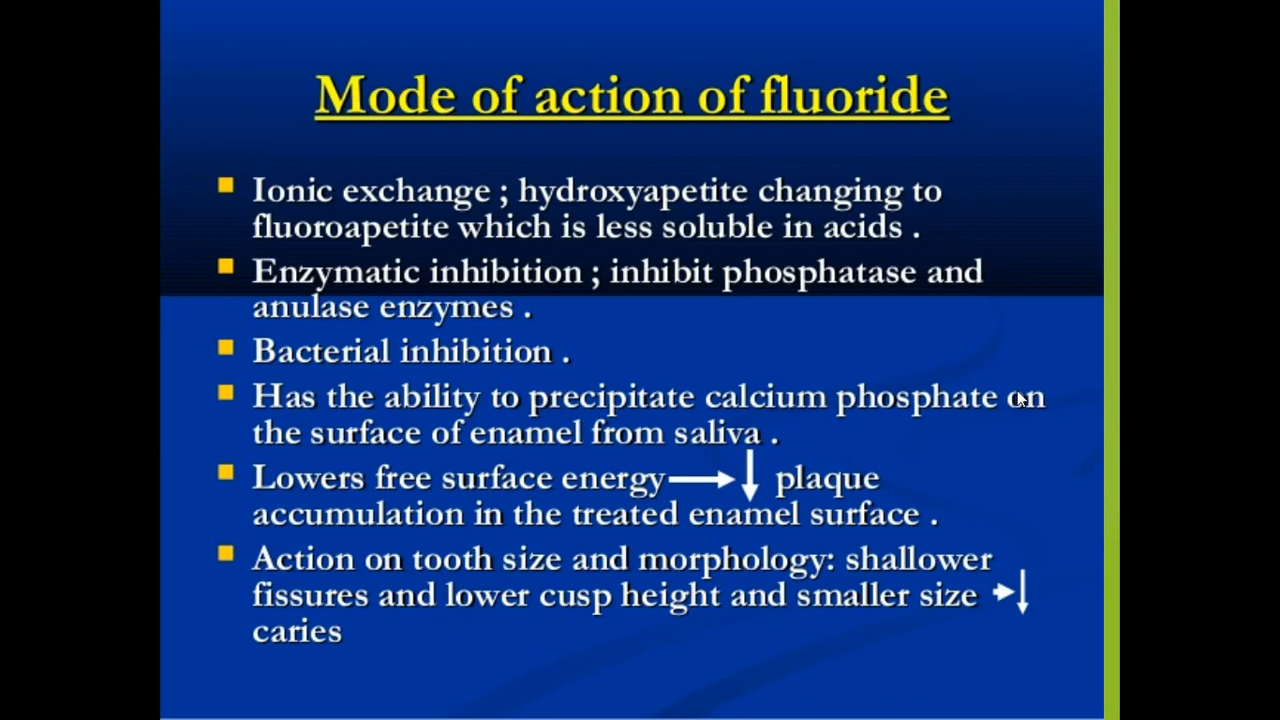 Mode of action of fluoride
Ionic exchange ; hydroxyapetite changing to
fluoroapetite which is less soluble in acids .
Enzymatic inhibition ; inhibit phosphatase and
anulase enzymes .
Bacterial inhibition .
Has the ability to precipitate calcium phosphate on
the surface of enamel from saliva .
Lowers free surface energy → ↓ plaque
accumulation in the treated enamel surface .
Action on tooth size and morphology: shallower
fissures and lower cusp height and smaller size → ↓
caries